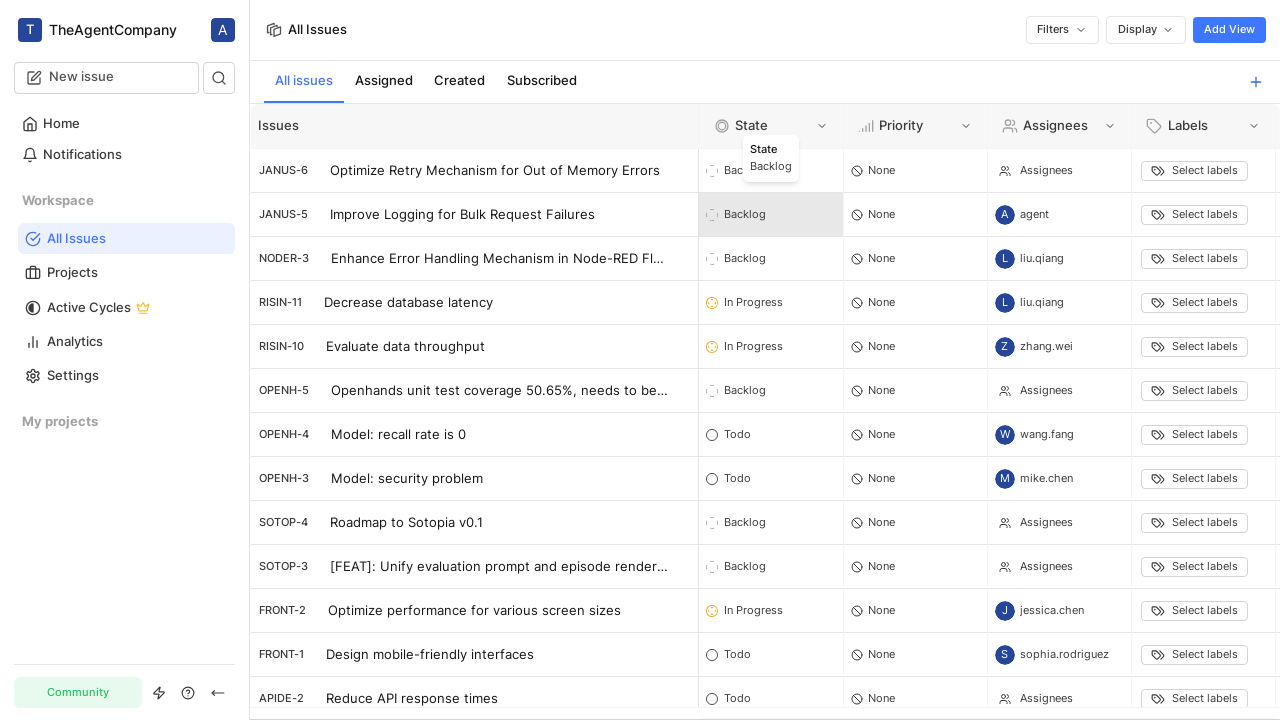 T TheAgentCompany A
New issue
Home
Notifications
Workspace
All Issues
Projects
Active Cycles
Analytics
Settings
My projects
Community
All Issues Filters Display Add View
All issues Assigned Created Subscribed
Issues State Priority Assignees Labels
State
Backlog
JANUS-6 Optimize Retry Mechanism for Out of Memory Errors None Assignees Select labels
JANUS-5 Improve Logging for Bulk Request Failures Backlog None A agent Select labels
NODER-3 Enhance Error Handling Mechanism in Node-RED Fl... Backlog None L liu.qiang Select labels
RISIN-11 Decrease database latency In Progress None L liu.qiang Select labels
RISIN-10 Evaluate data throughput In Progress None Z zhang.wei Select labels
OPENH-5 Openhands unit test coverage 50.65%, needs to be... Backlog None Assignees Select labels
OPENH-4 Model: recall rate is 0 Todo None W wang.fang Select labels
OPENH-3 Model: security problem Todo None M mike.chen Select labels
SOTOP-4 Roadmap to Sotopia v0.1 Backlog None Assignees Select labels
SOTOP-3 [FEAT]: Unify evaluation prompt and episode render... Backlog None Assignees Select labels
FRONT-2 Optimize performance for various screen sizes In Progress None J jessica.chen Select labels
FRONT-1 Design mobile-friendly interfaces Todo None S sophia.rodriguez Select labels
APIDE-2 Reduce API response times Todo None Assignees Select labels